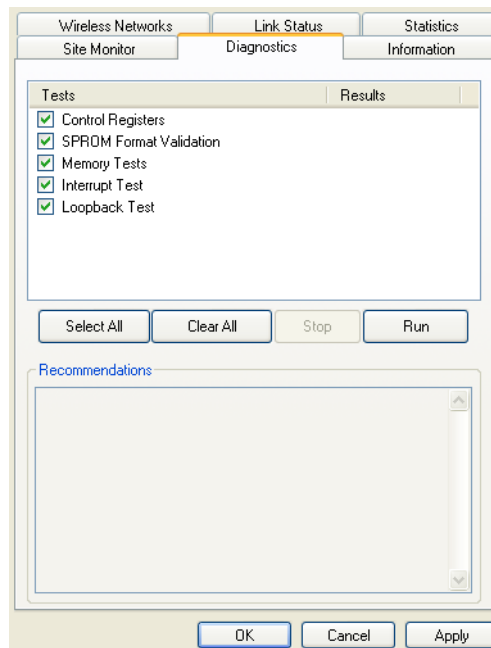 Wireless Networks Link Status Statistics
Site Monitor Diagnostics Information
Tests Results
Control Registers
SPROM Format Validation
Memory Tests
Interrupt Test
Loopback Test
Select All Clear All Stop Run
Recommendations
OK Cancel Apply